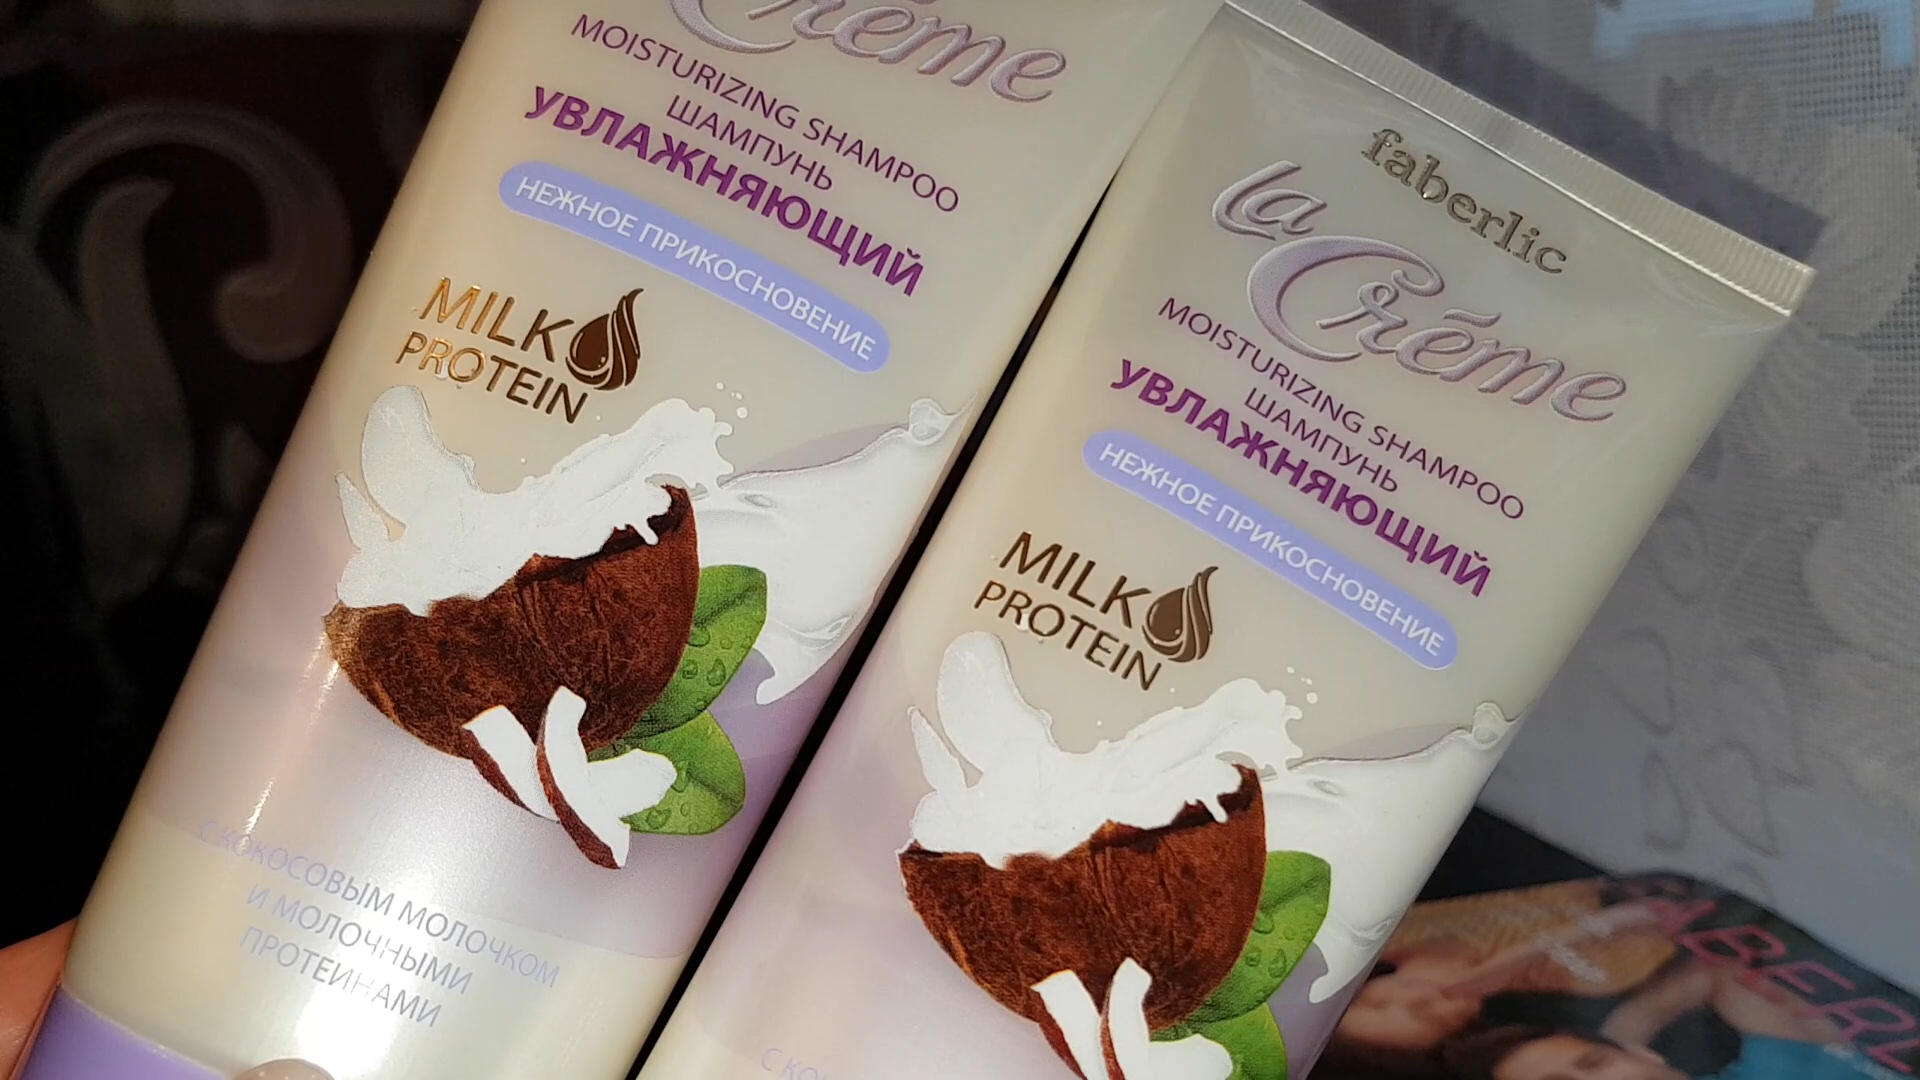 Crème
MOISTURIZING SHAMPOO
ШАМПУНЬ
УВЛАЖНЯЮЩИЙ
НЕЖНОЕ ПРИКОСНОВЕНИЕ
MILK
PROTEIN
С КОКОСОВЫМ МОЛОЧКОМ
И МОЛОЧНЫМИ
ПРОТЕИНАМИ
faberlic
la Crème
MOISTURIZING SHAMPOO
ШАМПУНЬ
УВЛАЖНЯЮЩИЙ
НЕЖНОЕ ПРИКОСНОВЕНИЕ
MILK
PROTEIN
FABERL